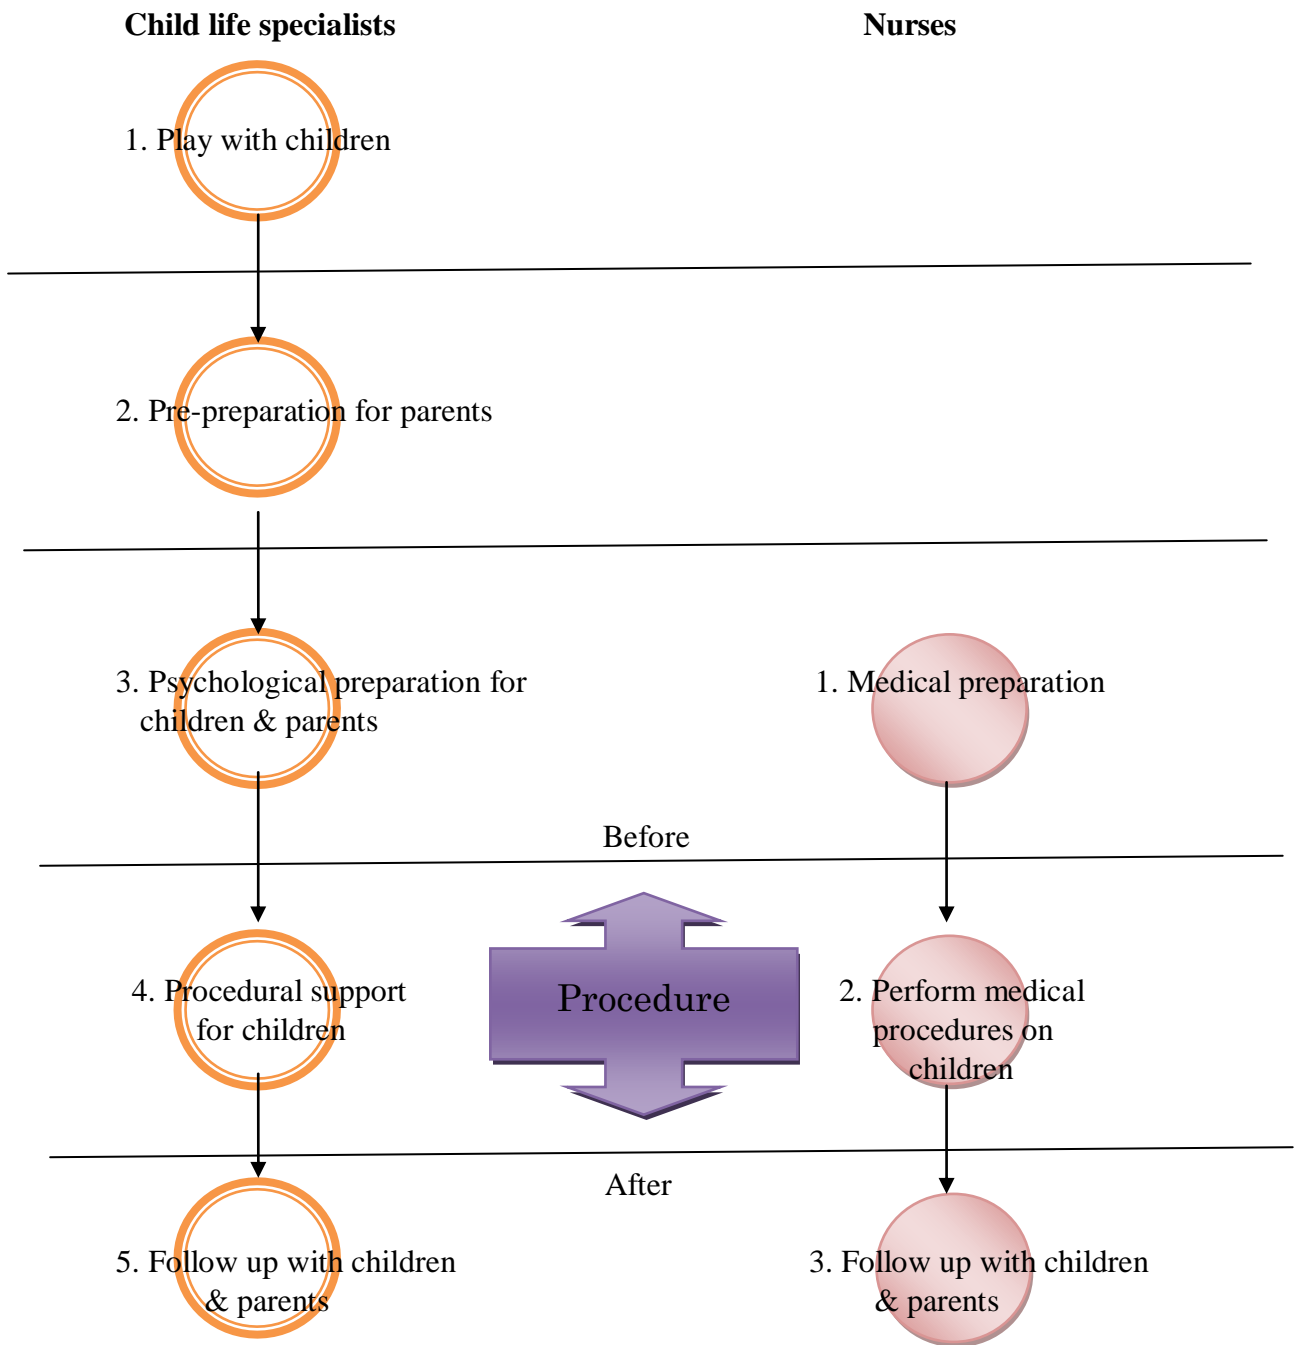 Child life specialists
Nurses
1. Play with children
2. Pre-preparation for parents
3. Psychological preparation for
children & parents
1. Medical preparation
Before
4. Procedural support
for children
Procedure
2. Perform medical
procedures on
children
After
5. Follow up with children
& parents
3. Follow up with children
& parents